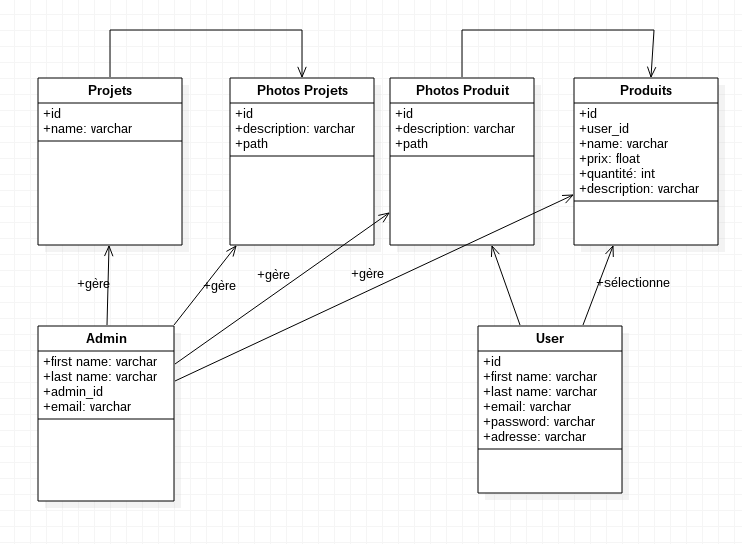 Projets
+id
+name: varchar
Photos Projets
+id
+description: varchar
+path
Photos Produit
+id
+description: varchar
+path
Produits
+id
+user_id
+name: varchar
+prix: float
+quantité: int
+description: varchar
+gère
+gère
+gère
+gère
+sélectionne
Admin
+first name: varchar
+last name: varchar
+admin_id
+email: varchar
User
+id
+first name: varchar
+last name: varchar
+email: varchar
+password: varchar
+adresse: varchar